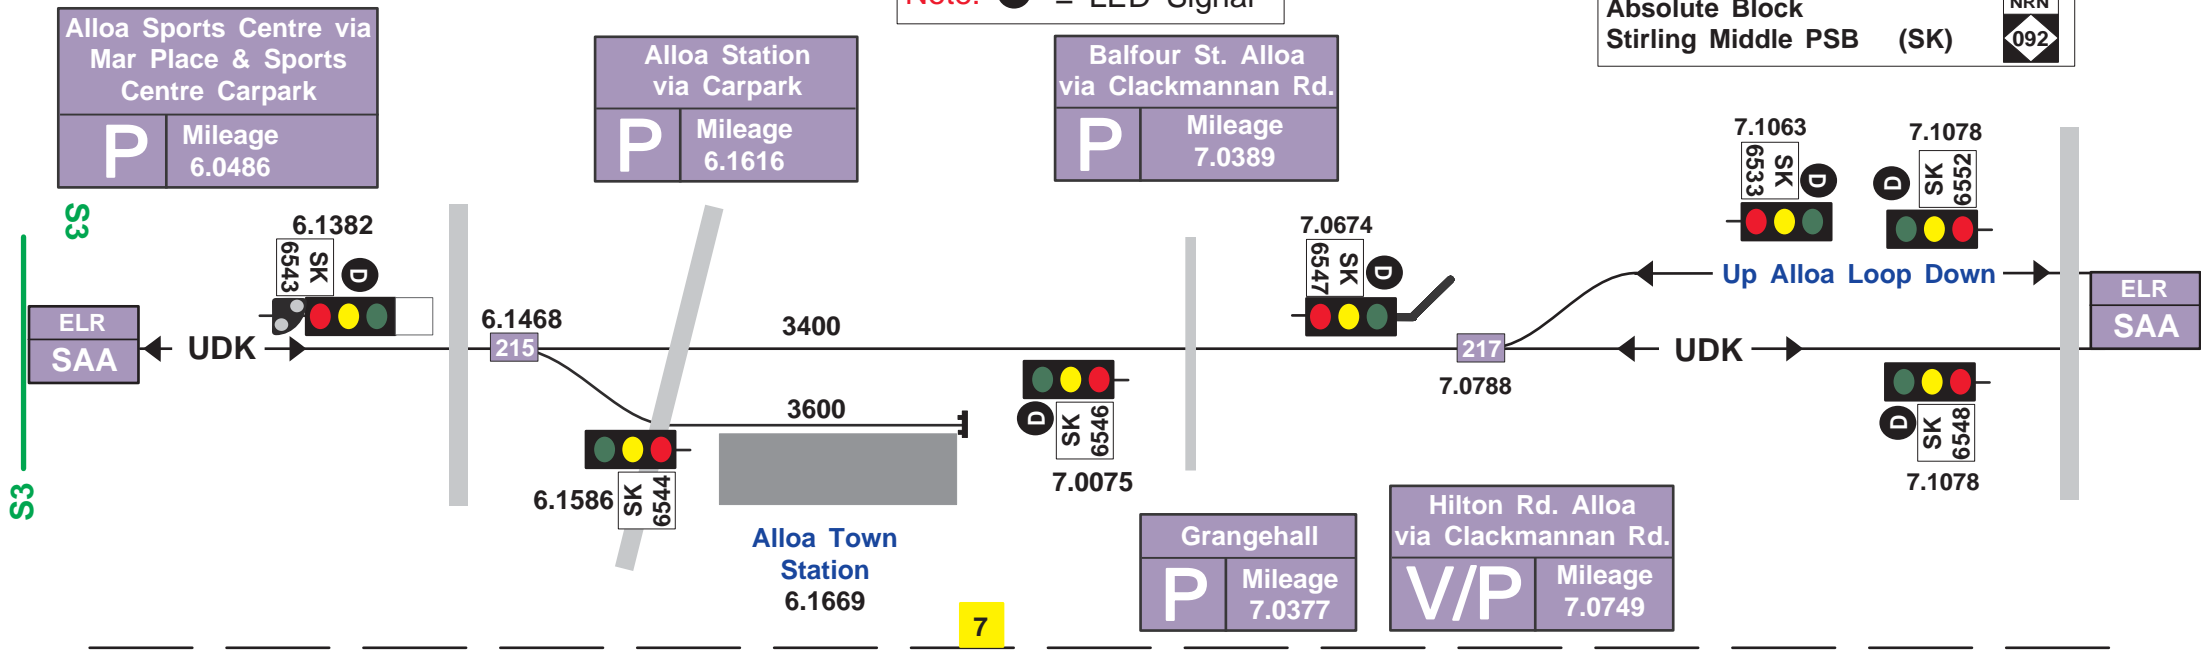 Note: D = LED Signal
Absolute Block
Stirling Middle PSB (SK)
NRN
092
Alloa Sports Centre via
Mar Place & Sports
Centre Carpark
P
Mileage
6.0486
Alloa Station
via Carpark
P
Mileage
6.1616
Balfour St. Alloa
via Clackmannan Rd.
P
Mileage
7.0389
7.1063
SK
6533
D
7.1078
D
SK
6552
S3
6.1382
SK
6543
D
7.0674
SK
6547
D
Up Alloa Loop Down
ELR
SAA
UDK
6.1468
215
3400
217
7.0788
UDK
ELR
SAA
3600
D
SK
6546
7.0075
D
SK
6548
7.1078
S3
6.1586
SK
6544
Alloa Town
Station
6.1669
Grangehall
P
Mileage
7.0377
Hilton Rd. Alloa
via Clackmannan Rd.
V/P
Mileage
7.0749
7